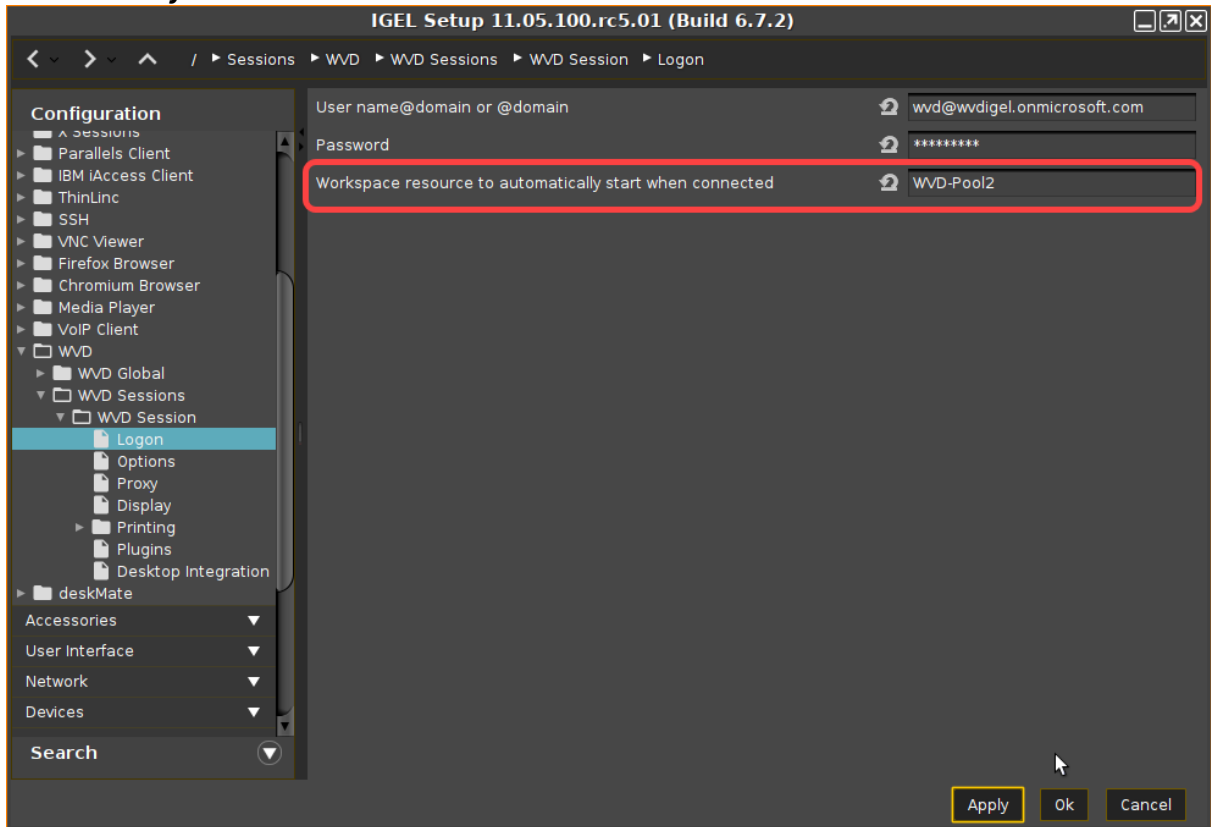 IGEL Setup 11.05.100.rc5.01 (Build 6.7.2)
/ Sessions WVD WVD Sessions WVD Session Logon
Configuration
X Sessions
Parallels Client
IBM iAccess Client
ThinLinc
SSH
VNC Viewer
Firefox Browser
Chromium Browser
Media Player
VoIP Client
WVD
WVD Global
WVD Sessions
WVD Session
Logon
Options
Proxy
Display
Printing
Plugins
Desktop Integration
deskMate
Accessories
User Interface
Network
Devices
Search
User name@domain or @domain wvd@wvdigel.onmicrosoft.com
Password *********
Workspace resource to automatically start when connected WVD-Pool2
Apply Ok Cancel